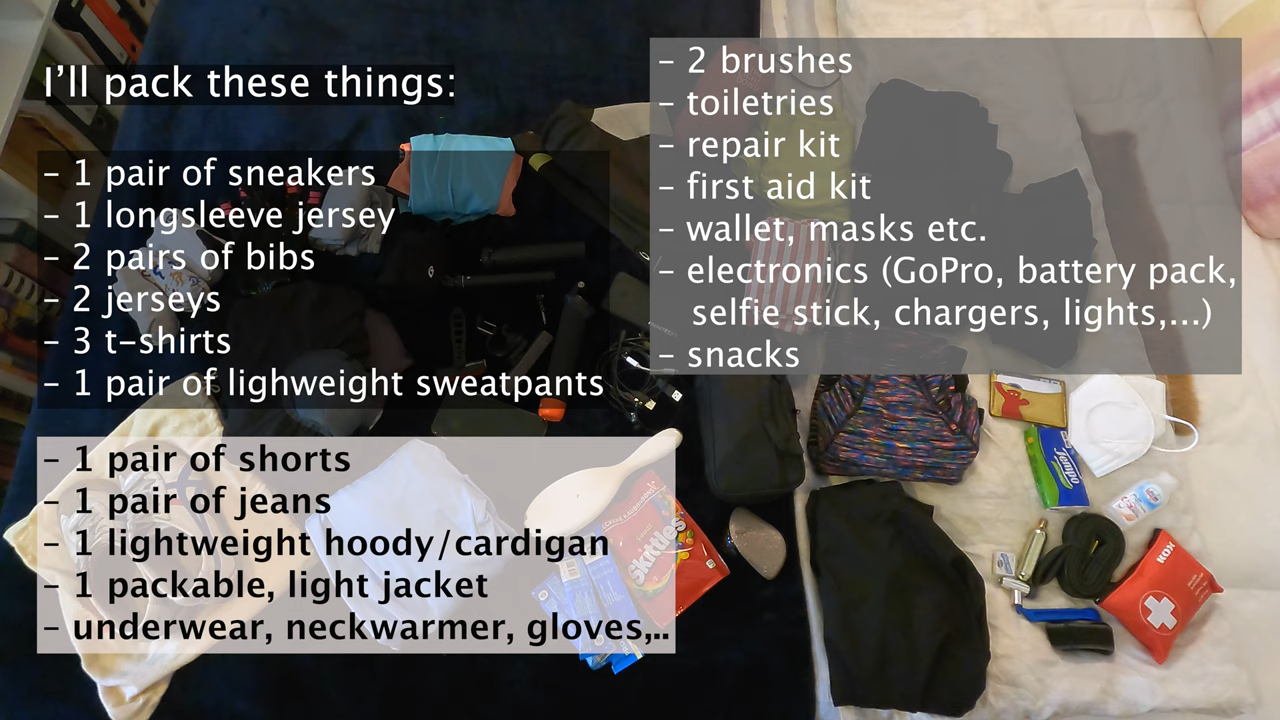 I'll pack these things:
- 1 pair of sneakers
- 1 longsleeve jersey
- 2 pairs of bibs
- 2 jerseys
- 3 t-shirts
- 1 pair of lighweight sweatpants
- 1 pair of shorts
- 1 pair of jeans
- 1 lightweight hoody/cardigan
- 1 packable, light jacket
- underwear, neckwarmer, gloves,..
- 2 brushes
- toiletries
- repair kit
- first aid kit
- wallet, masks etc.
- electronics (GoPro, battery pack,
selfie stick, chargers, lights,...)
- snacks
skittles
Tempo